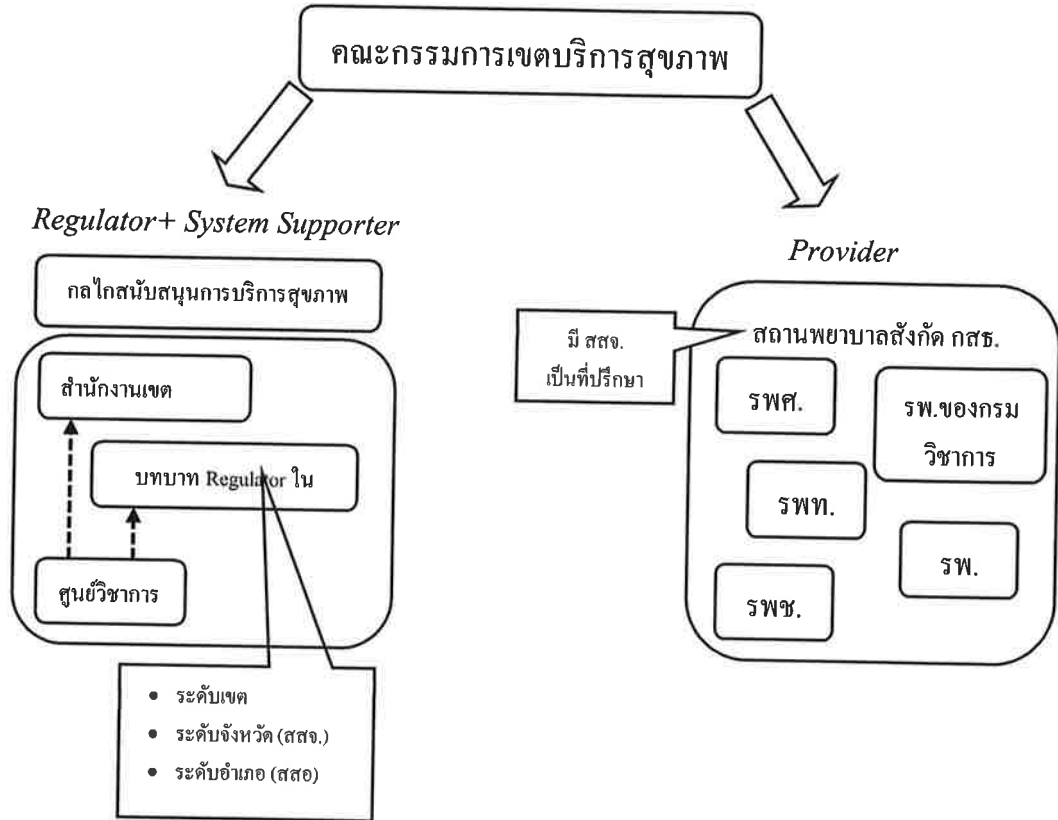 คณะกรรมการเขตบริการสุขภาพ
Regulator+ System Supporter
กลไกสนับสนุนการบริการสุขภาพ
สำนักงานเขต
บทบาท Regulator ใน
ศูนย์วิชาการ
• ระดับเขต
• ระดับจังหวัด (สสจ.)
• ระดับอำเภอ (สสอ)
Provider
มี สสจ.
เป็นที่ปรึกษา
สถานพยาบาลสังกัด กสธ.
รพศ.
รพ.ของกรม
วิชาการ
รพท.
รพ.
รพช.